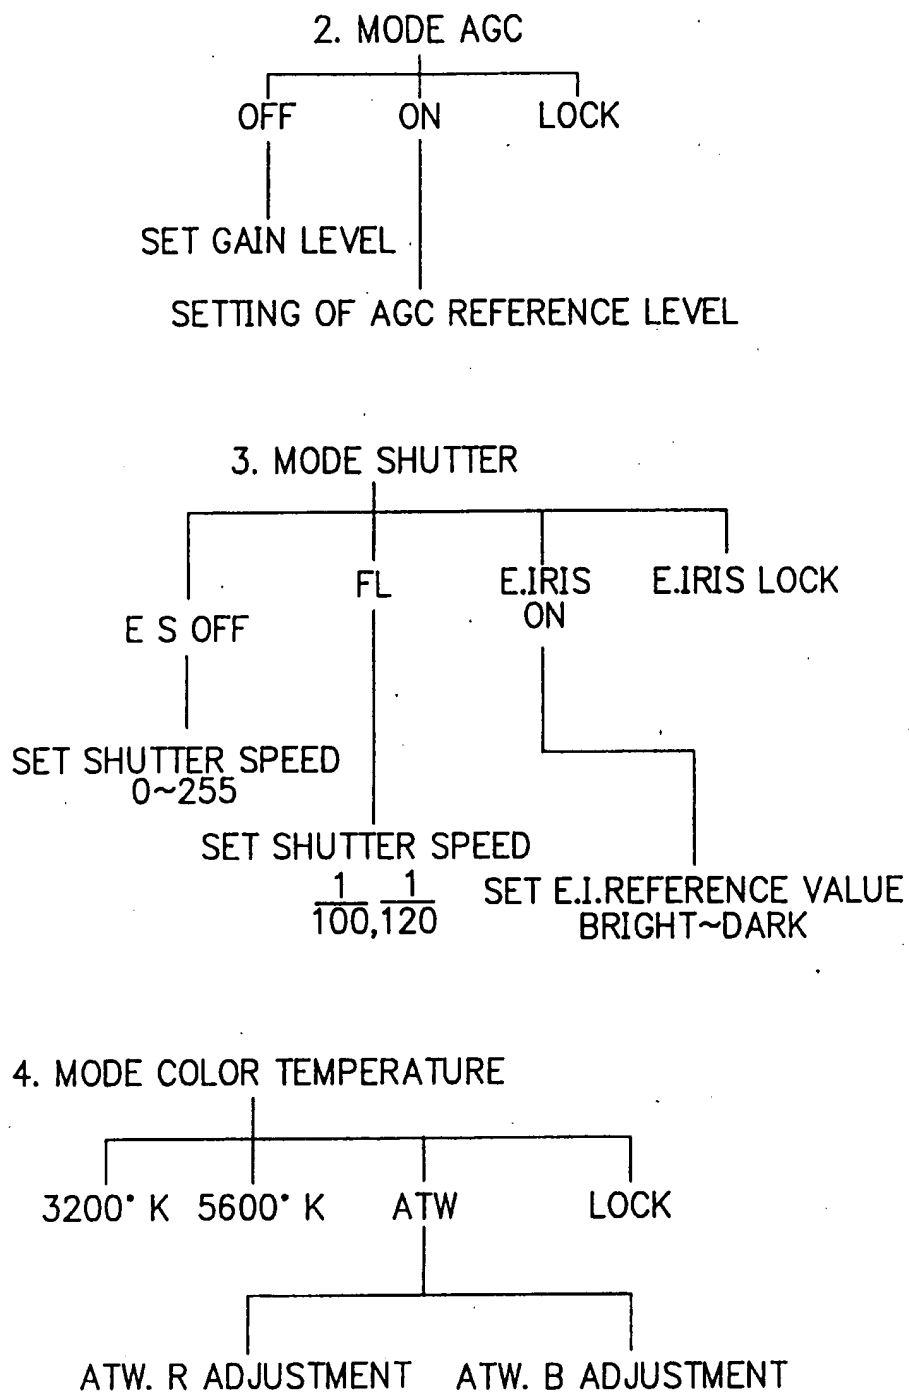 2. MODE AGC
OFF ON LOCK
SET GAIN LEVEL
SETTING OF AGC REFERENCE LEVEL
3. MODE SHUTTER
E S OFF
FL
E.IRIS
ON
E.IRIS LOCK
SET SHUTTER SPEED
0~255
SET SHUTTER SPEED
1/100, 1/120
SET E.I.REFERENCE VALUE
BRIGHT~DARK
4. MODE COLOR TEMPERATURE
3200° K 5600° K ATW LOCK
ATW. R ADJUSTMENT ATW. B ADJUSTMENT